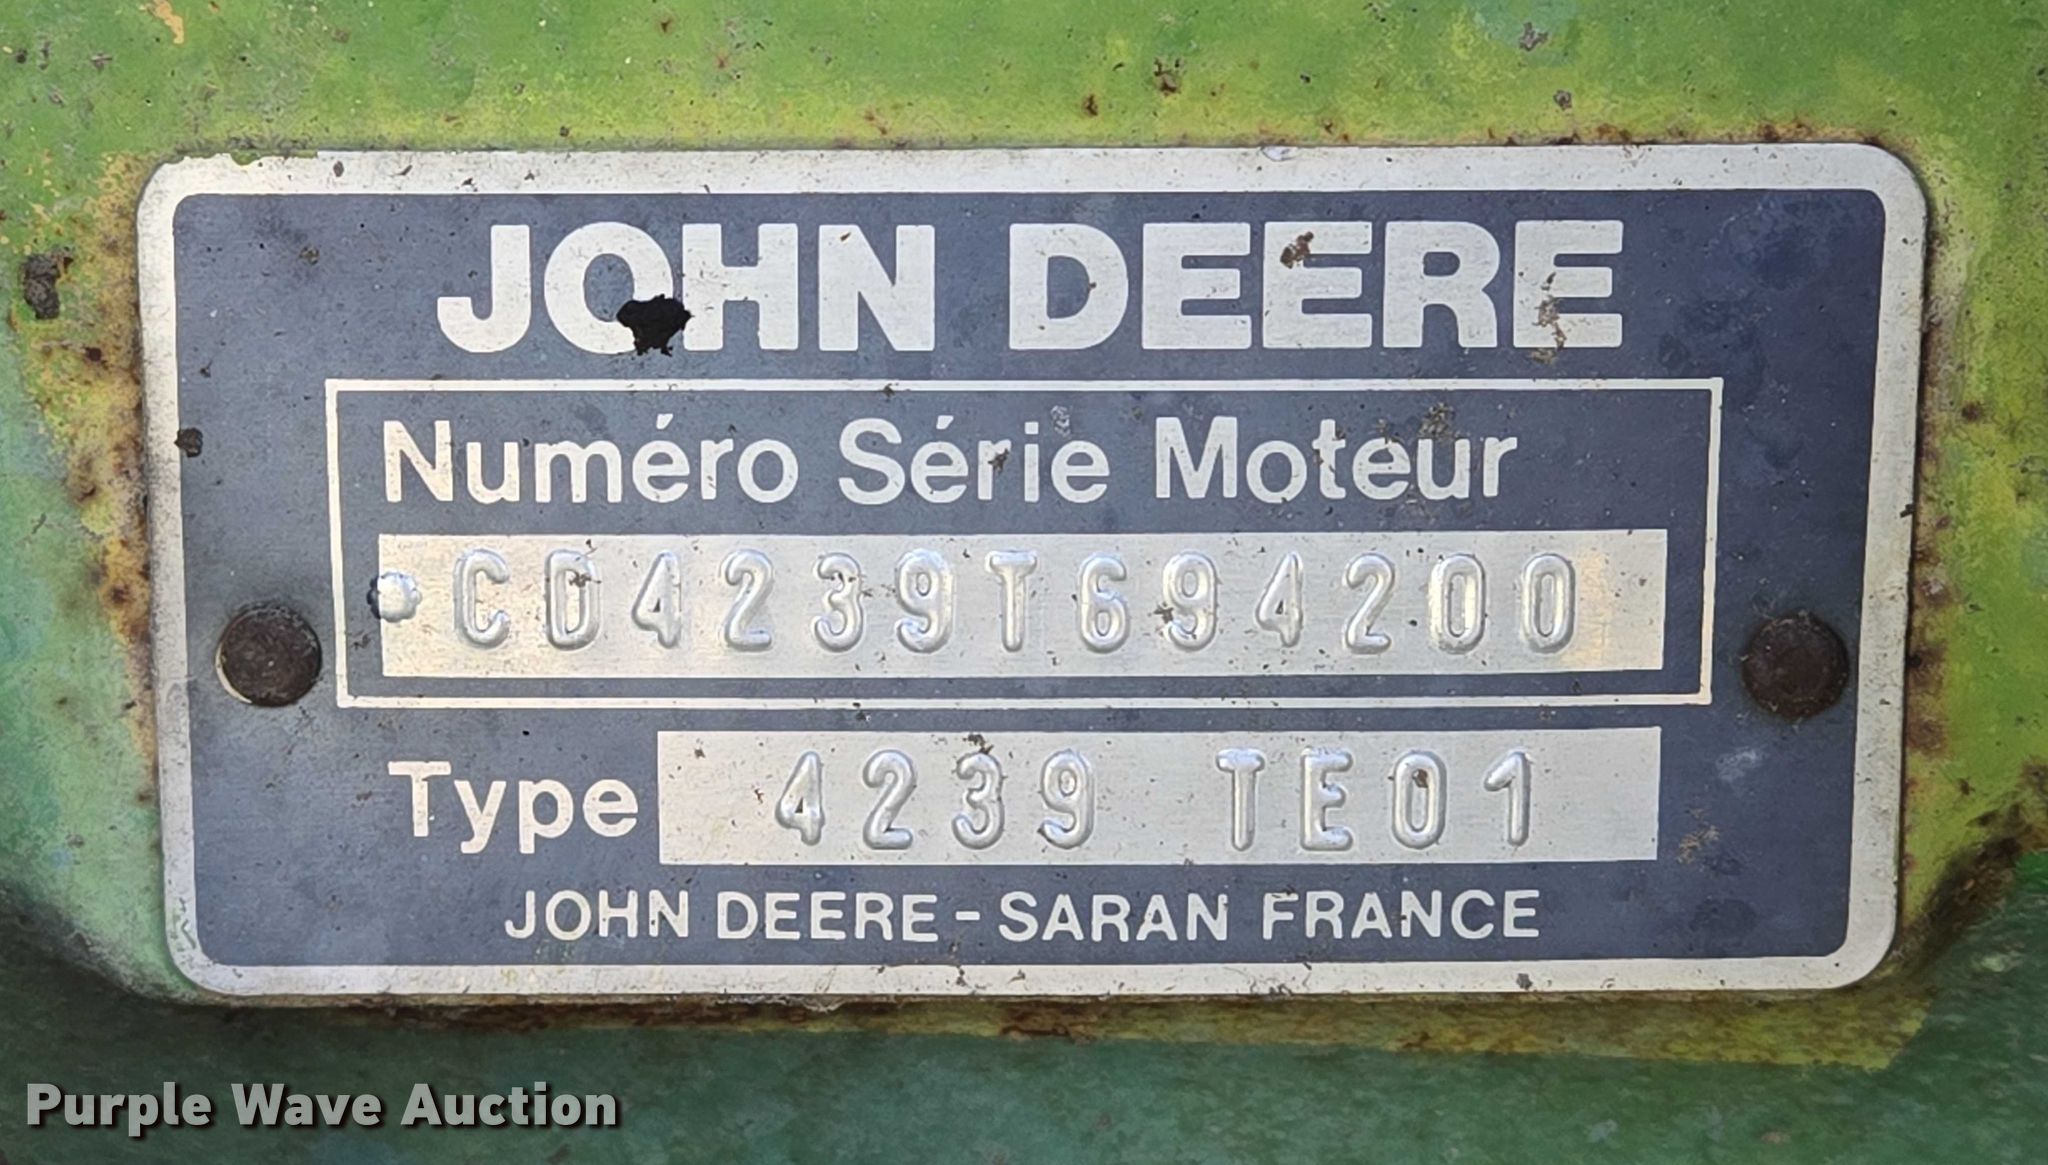 JOHN DEERE
Numéro Série Moteur
CD4239T694200
Type 4239 TE01
JOHN DEERE - SARAN FRANCE
Purple Wave Auction